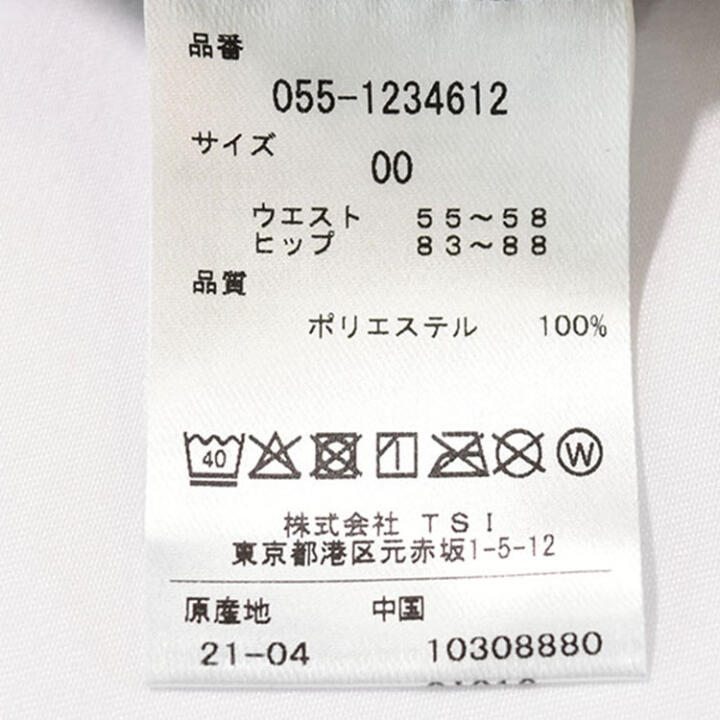 品番
055-1234612
サイズ
00
ウエスト 55～58
ヒップ 83～88
品質
ポリエステル 100%
40 W
株式会社 TSI
東京都港区元赤坂1-5-12
原産地 中国
21-04 10308880